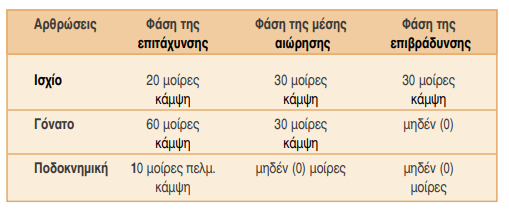 Αρθρώσεις Φάση της Φάση της μέσης Φάση της
επιτάχυνσης αιώρησης επιβράδυνσης
Ισχίο 20 μοίρες 30 μοίρες 30 μοίρες
κάμψη κάμψη κάμψη
Γόνατο 60 μοίρες 30 μοίρες μηδέν (0)
κάμψη κάμψη
Ποδοκνημική 10 μοίρες πελμ. μηδέν (0) μοίρες μηδέν (0)
κάμψη μοίρες